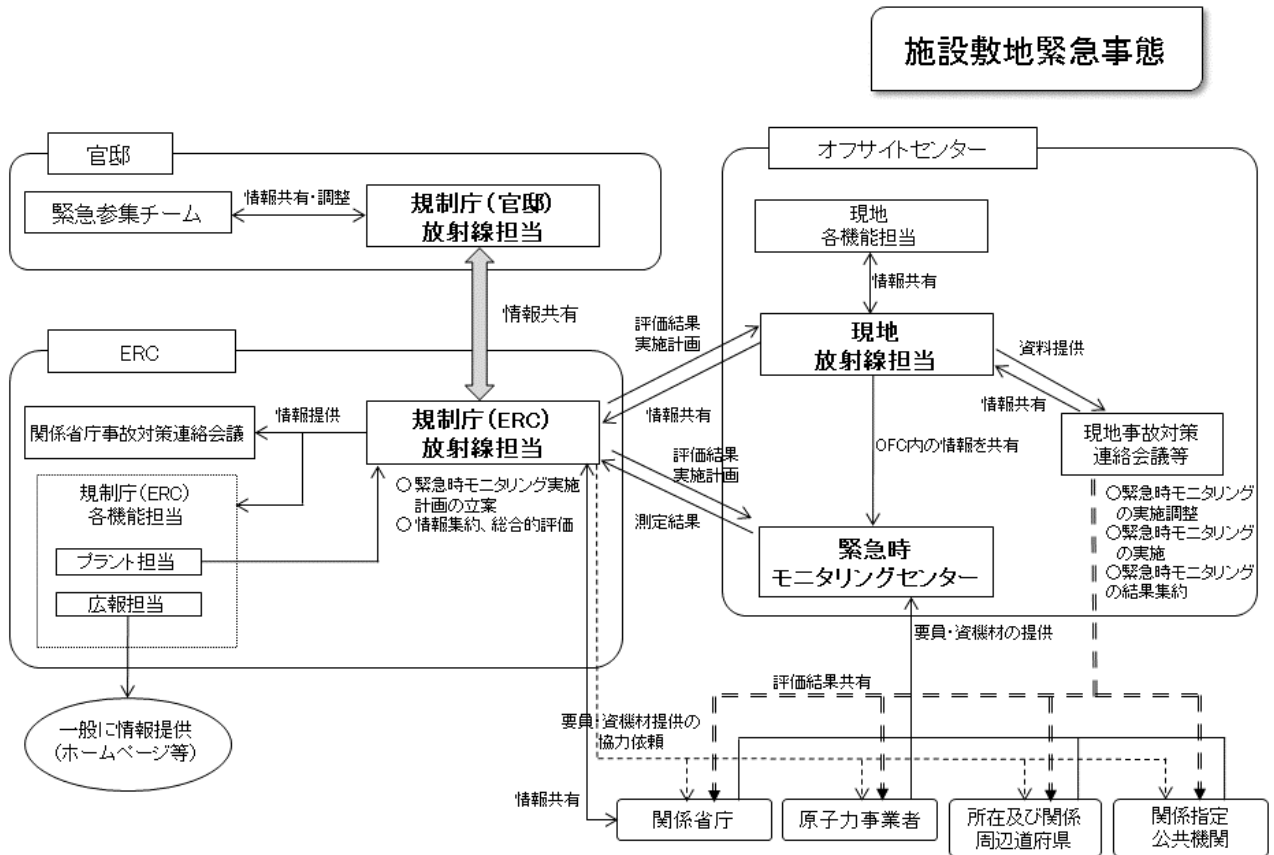 施設敷地緊急事態
官邸
緊急参集チーム
情報共有・調整
規制庁(官邸)
放射線担当
情報共有
ERC
関係省庁事故対策連絡会議
情報提供
規制庁(ERC)
放射線担当
○緊急時モニタリング実施
計画の立案
○情報集約、総合的評価
規制庁(ERC)
各機能担当
プラント担当
広報担当
一般に情報提供
(ホームページ等)
評価結果
実施計画
情報共有
評価結果
実施計画
測定結果
オフサイトセンター
現地
各機能担当
情報共有
現地
放射線担当
資料提供
情報共有
現地事故対策
連絡会議等
OFC内の情報を共有
緊急時
モニタリングセンター
○緊急時モニタリング
の実施調整
○緊急時モニタリング
の実施
○緊急時モニタリング
の結果集約
要員・資機材の提供
評価結果共有
要員・資機材提供の
協力依頼
情報共有
関係省庁
原子力事業者
所在及び関係
周辺道府県
関係指定
公共機関